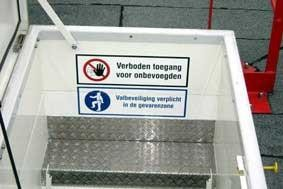 Verboden toegang
voor onbevoegden
Valbeveiliging verplicht
in de gevarenzone